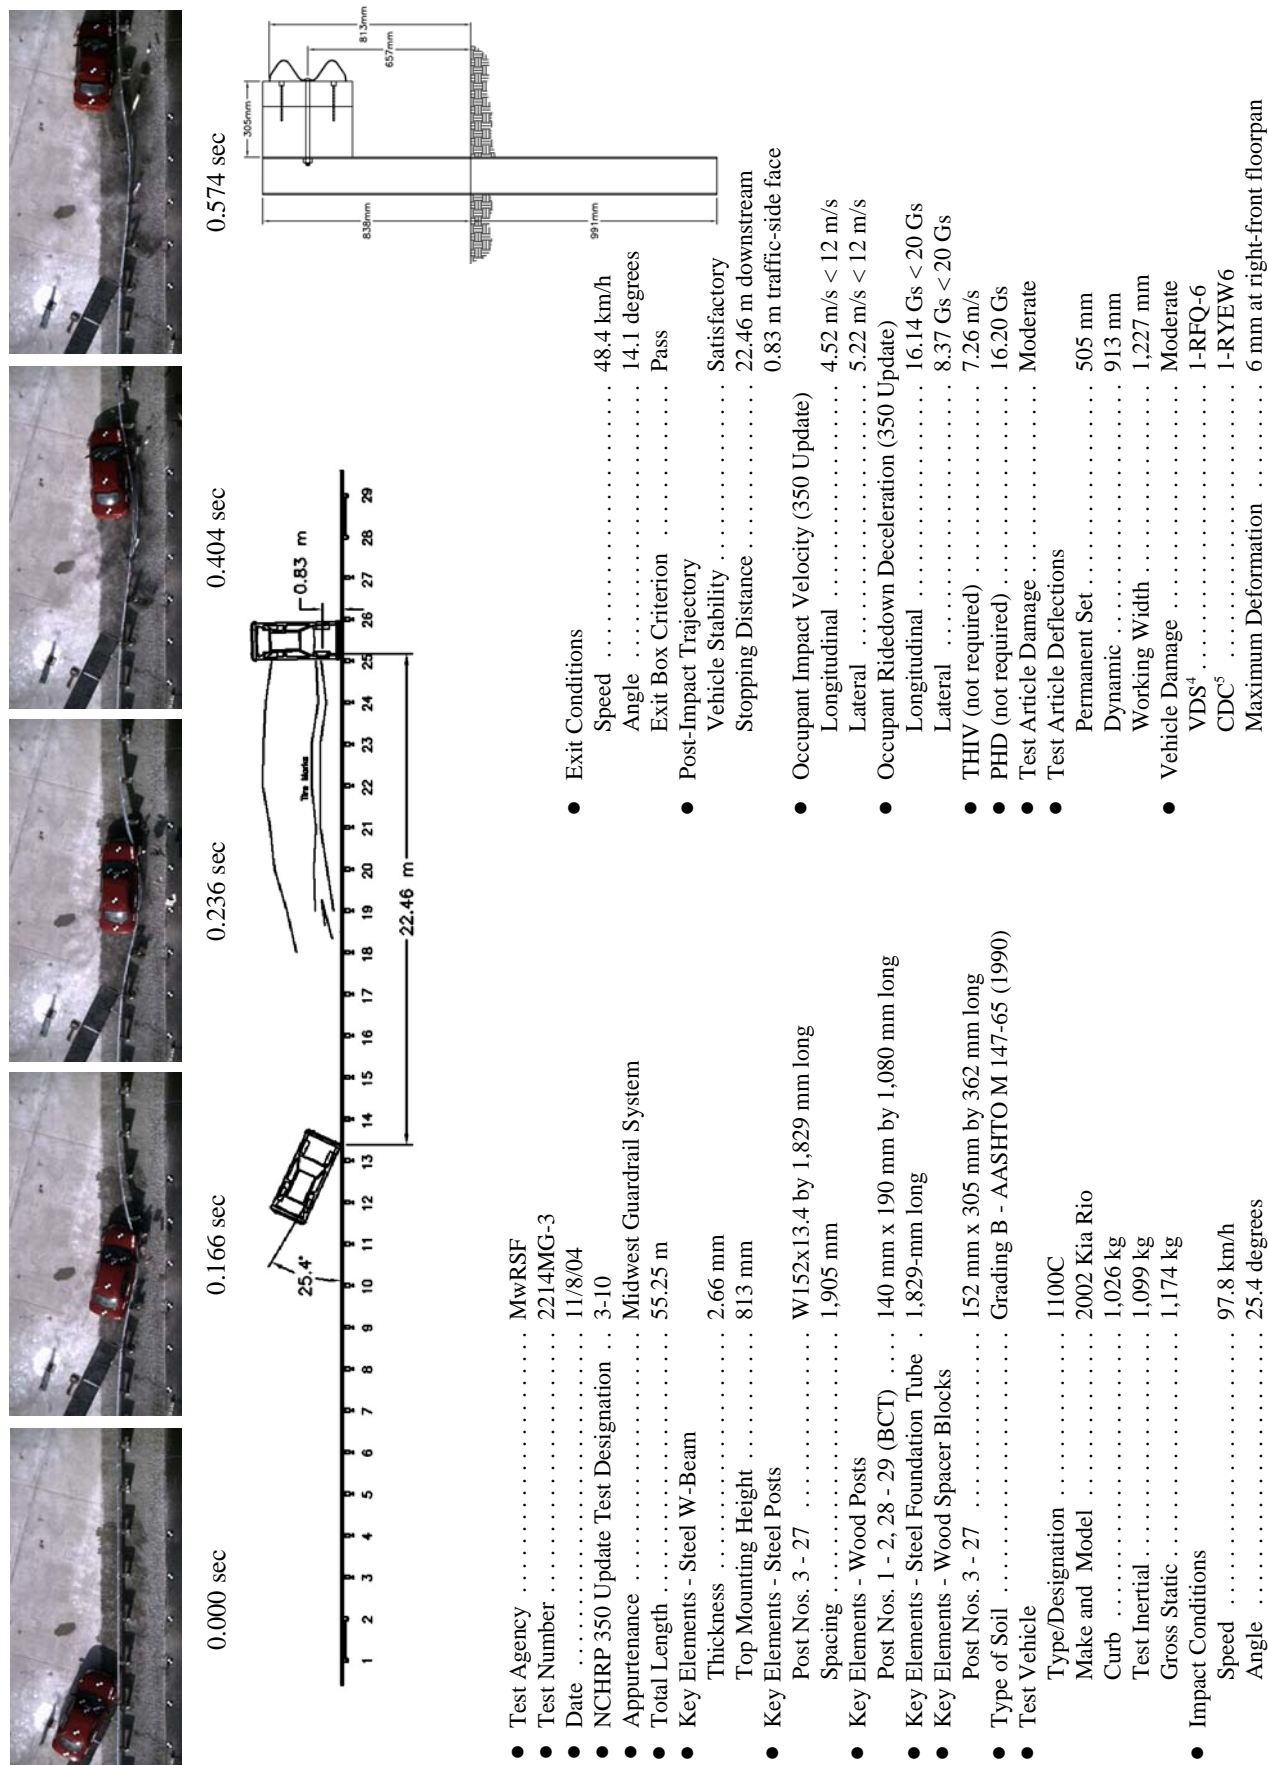 0.000 sec
0.166 sec
0.236 sec
0.404 sec
0.574 sec
1 2 3 4 5 6 7 8 9 10 11 12 13 14 15 16 17 18 19 20 21 22 23 24 25 26 27 28 29
25.4°
22.46 m
Tire Marks
0.83 m
305mm
813mm
657mm
838mm
991mm
● Test Agency MwRSF
● Test Number 2214MG-3
● Date 11/8/04
● NCHRP 350 Update Test Designation 3-10
● Appurtenance Midwest Guardrail System
● Total Length 55.25 m
● Key Elements - Steel W-Beam
Thickness 2.66 mm
Top Mounting Height 813 mm
● Key Elements - Steel Posts
Post Nos. 3 - 27 W152x13.4 by 1,829 mm long
Spacing 1,905 mm
● Key Elements - Wood Posts
Post Nos. 1 - 2, 28 - 29 (BCT) 140 mm x 190 mm by 1,080 mm long
● Key Elements - Steel Foundation Tube 1,829-mm long
● Key Elements - Wood Spacer Blocks
Post Nos. 3 - 27 152 mm x 305 mm by 362 mm long
● Type of Soil Grading B - AASHTO M 147-65 (1990)
● Test Vehicle
Type/Designation 1100C
Make and Model 2002 Kia Rio
Curb 1,026 kg
Test Inertial 1,099 kg
Gross Static 1,174 kg
● Impact Conditions
Speed 97.8 km/h
Angle 25.4 degrees
● Exit Conditions
Speed 48.4 km/h
Angle 14.1 degrees
Exit Box Criterion Pass
● Post-Impact Trajectory
Vehicle Stability Satisfactory
Stopping Distance 22.46 m downstream
0.83 m traffic-side face
● Occupant Impact Velocity (350 Update)
Longitudinal 4.52 m/s < 12 m/s
Lateral 5.22 m/s < 12 m/s
● Occupant Ridedown Deceleration (350 Update)
Longitudinal 16.14 Gs < 20 Gs
Lateral 8.37 Gs < 20 Gs
● THIV (not required) 7.26 m/s
● PHD (not required) 16.20 Gs
● Test Article Damage Moderate
● Test Article Deflections
Permanent Set 505 mm
Dynamic 913 mm
Working Width 1,227 mm
● Vehicle Damage Moderate
VDS⁴ 1-RFQ-6
CDC⁵ 1-RYEW6
Maximum Deformation 6 mm at right-front floorpan